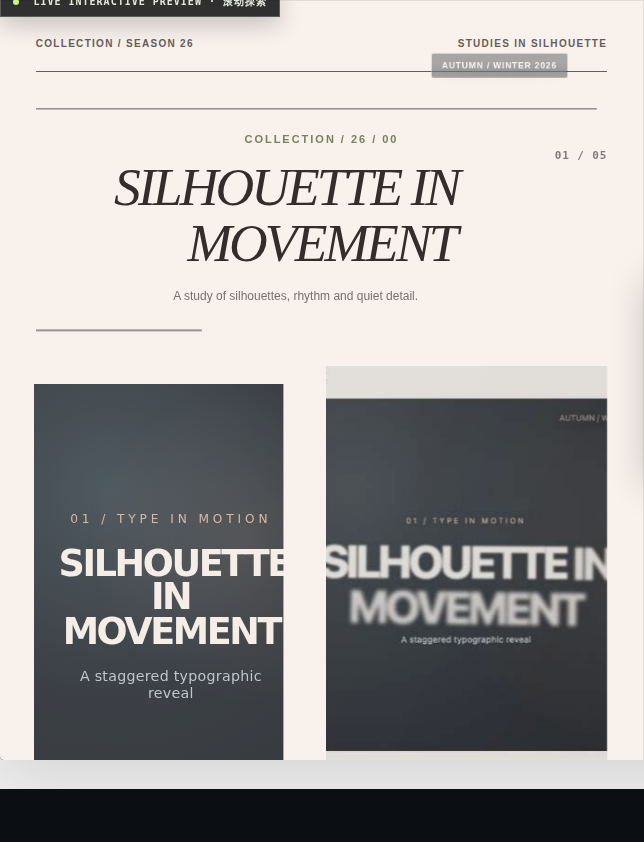 LIVE INTERACTIVE PREVIEW · 滚动探索
COLLECTION / SEASON 26
STUDIES IN SILHOUETTE
AUTUMN / WINTER 2026
COLLECTION / 26 / 00
01 / 05
SILHOUETTE IN
MOVEMENT
A study of silhouettes, rhythm and quiet detail.
01 / TYPE IN MOTION
SILHOUETTE
IN
MOVEMENT
A staggered typographic
reveal
AUTUMN / W
01 / TYPE IN MOTION
SILHOUETTE IN
MOVEMENT
A staggered typographic reveal